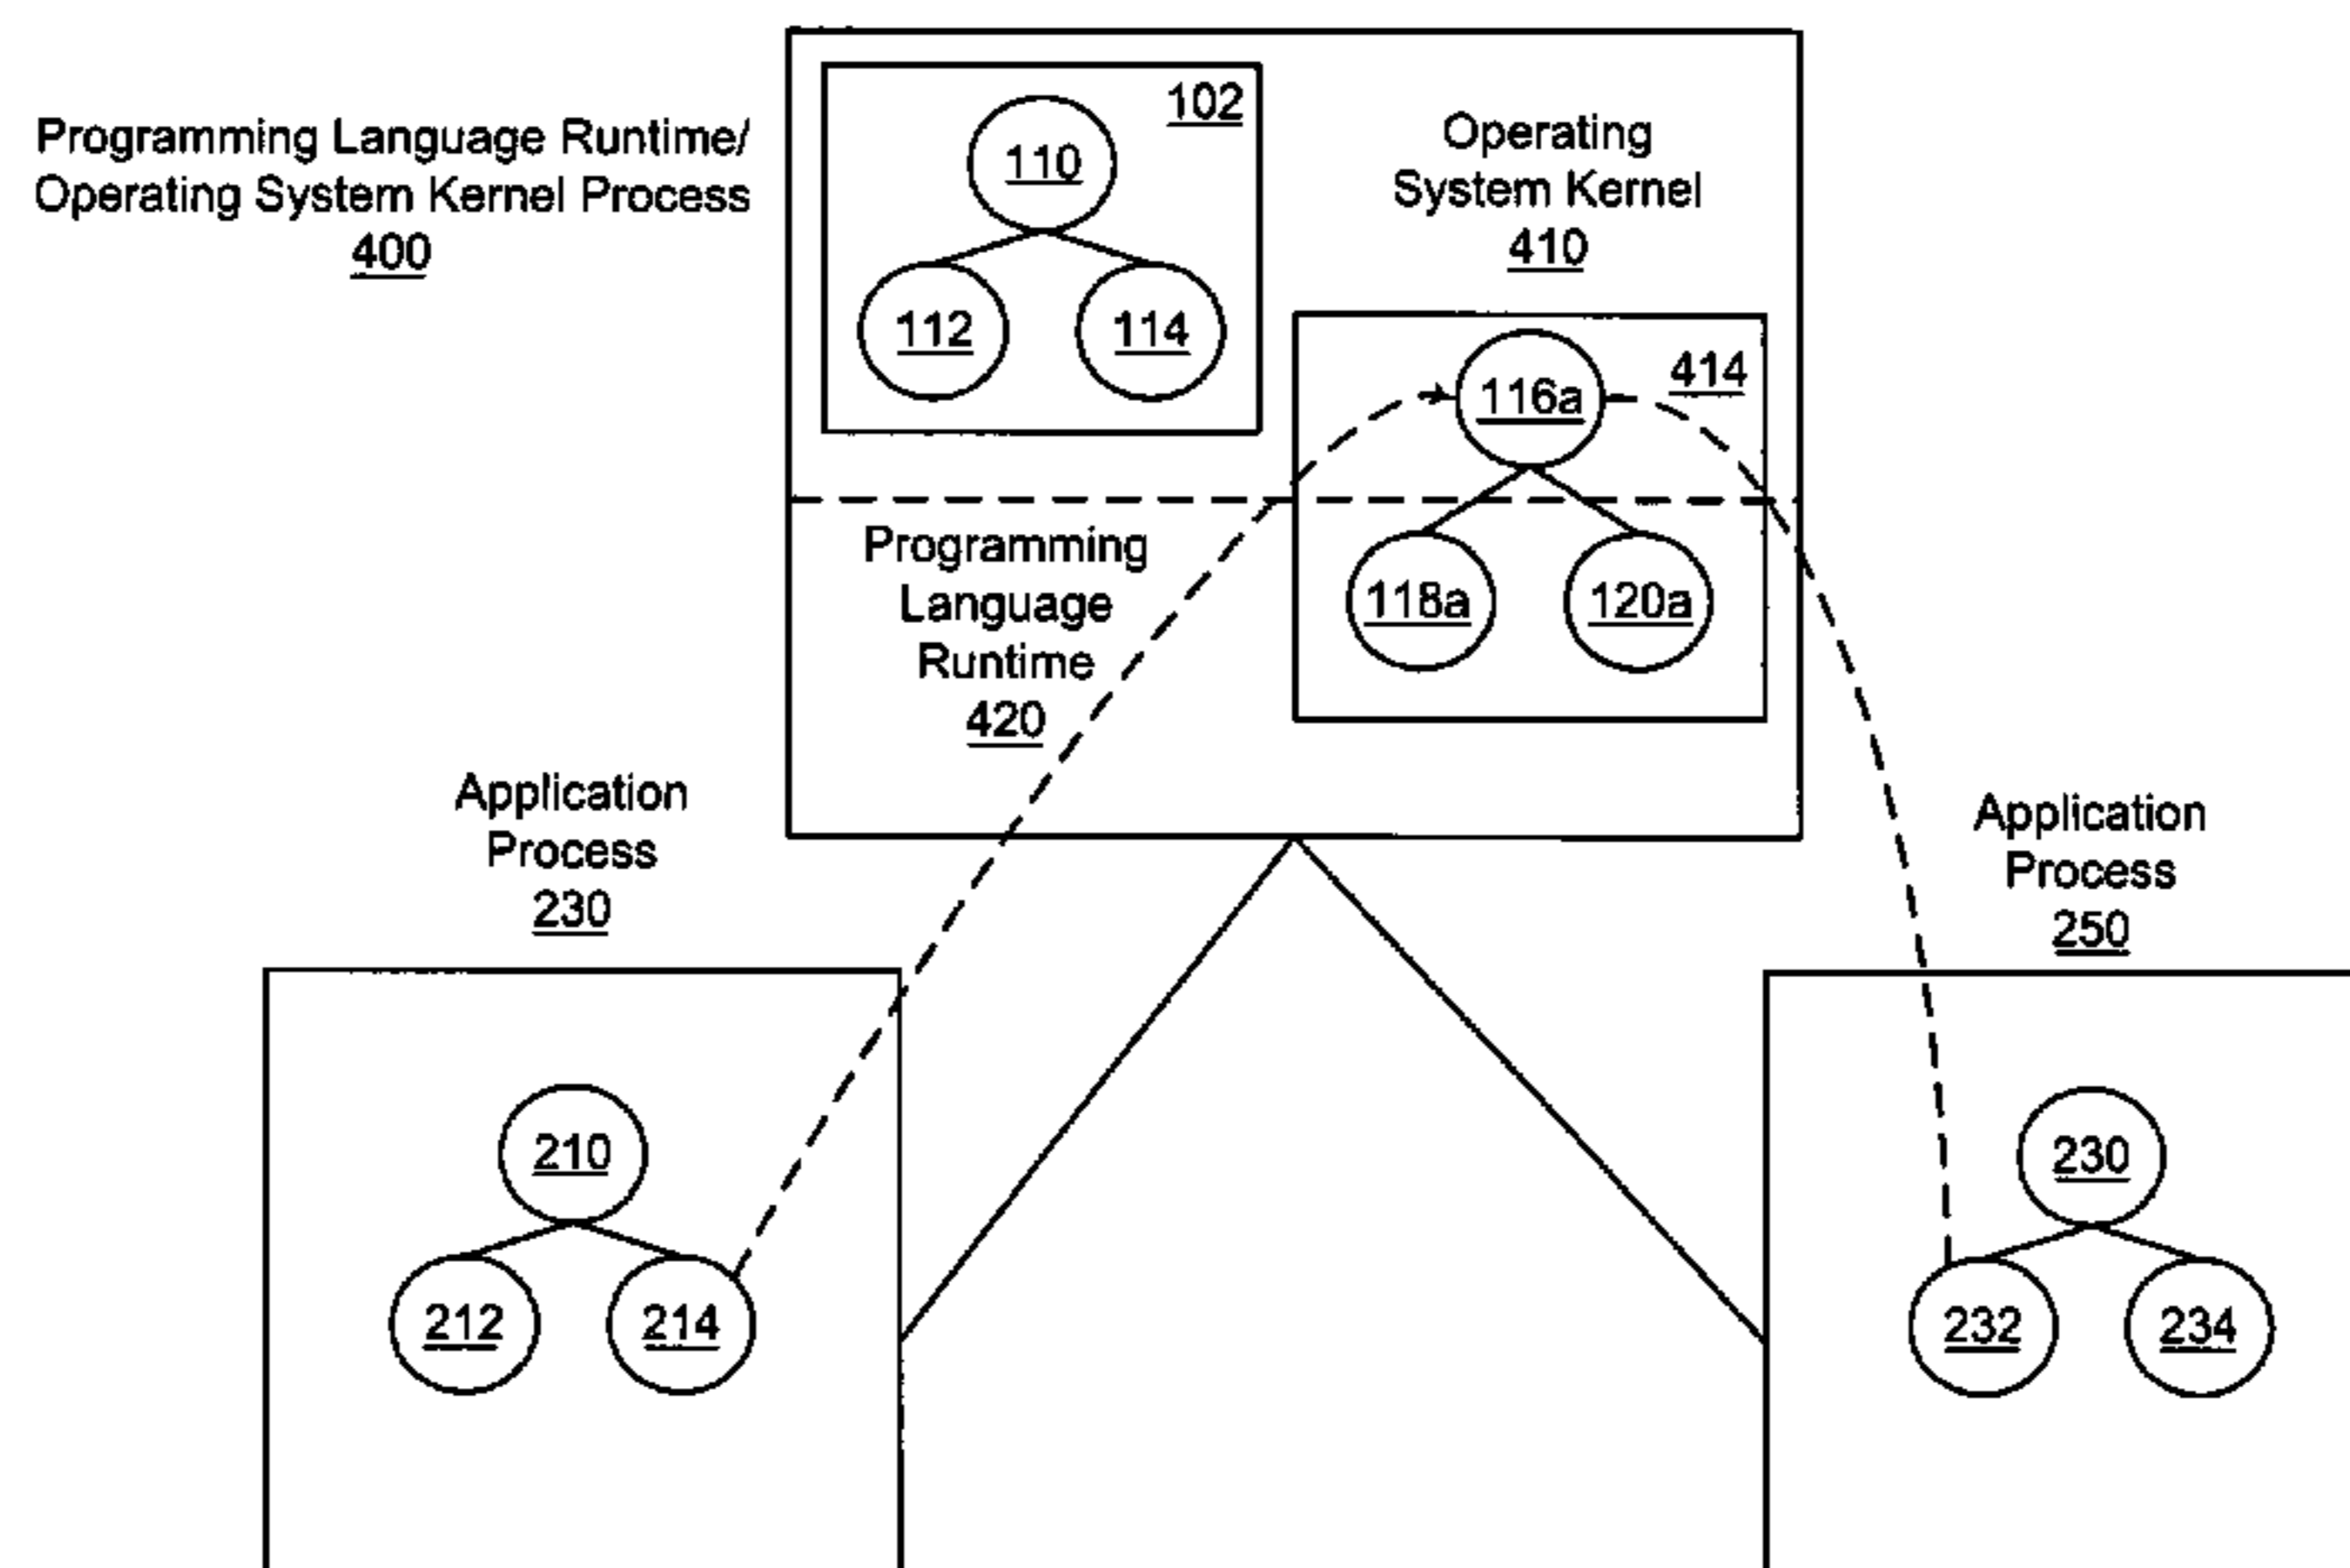 Programming Language Runtime/
Operating System Kernel Process
400
102
110
112
114
Operating
System Kernel
410
414
116a
118a
120a
Programming
Language
Runtime
420
Application
Process
230
210
212
214
Application
Process
250
230
232
234